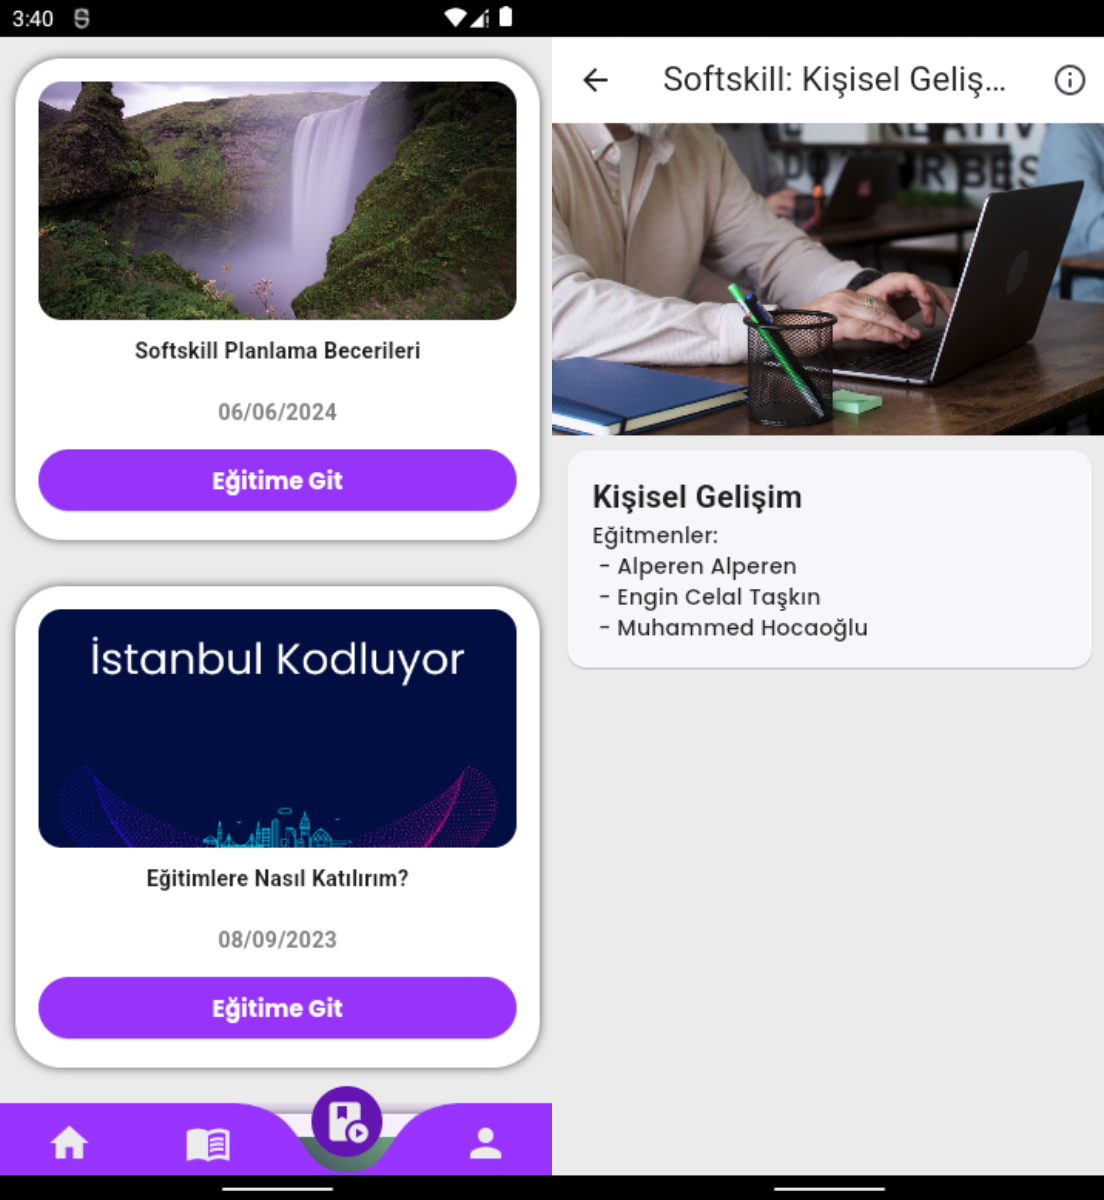 3:40
Softskill Planlama Becerileri
06/06/2024
Eğitime Git
İstanbul Kodluyor
Eğitimlere Nasıl Katılırım?
08/09/2023
Eğitime Git
Softskill: Kişisel Geliş...
Kişisel Gelişim
Eğitmenler:
- Alperen Alperen
- Engin Celal Taşkın
- Muhammed Hocaoğlu